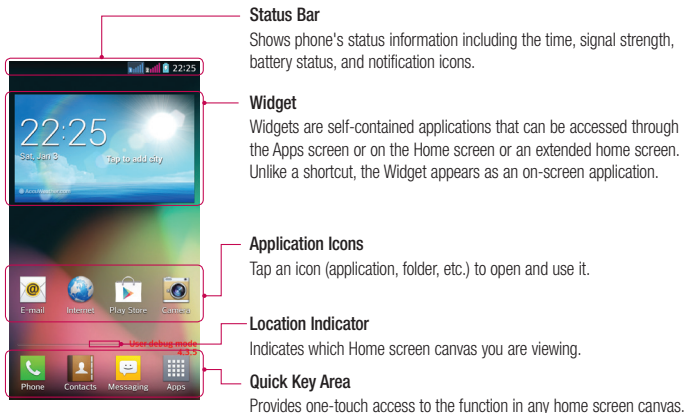 Status Bar
Shows phone's status information including the time, signal strength,
battery status, and notification icons.
22:25
Widget
Widgets are self-contained applications that can be accessed through
the Apps screen or on the Home screen or an extended home screen.
Unlike a shortcut, the Widget appears as an on-screen application.
22:25
Sat, Jan 3
Tap to add city
AccuWeather.com
Application Icons
Tap an icon (application, folder, etc.) to open and use it.
E-mail Internet Play Store Camera
Location Indicator
Indicates which Home screen canvas you are viewing.
User debug mode
4.3.5
Quick Key Area
Provides one-touch access to the function in any home screen canvas.
Phone Contacts Messaging Apps